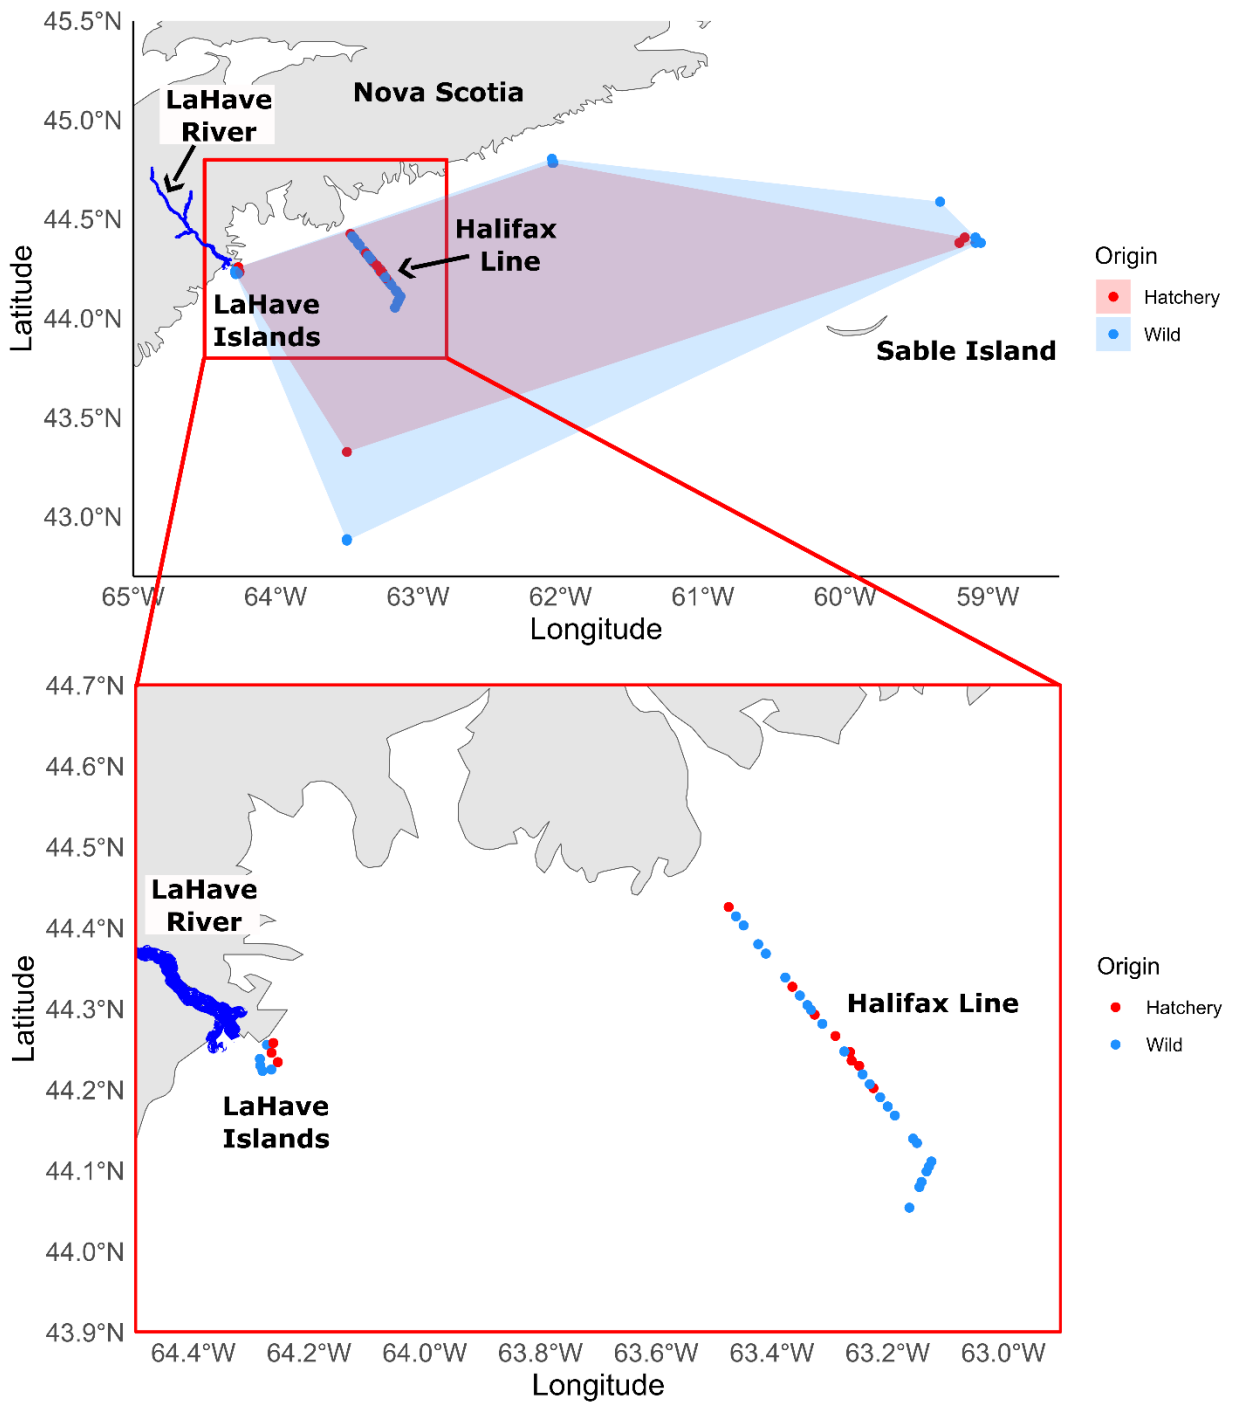 45.5°N
45.0°N
44.5°N
44.0°N
43.5°N
43.0°N
Latitude
Nova Scotia
LaHave
River
Halifax
Line
LaHave
Islands
Sable Island
Origin
Hatchery
Wild
65°W
64°W
63°W
62°W
61°W
60°W
59°W
Longitude
44.7°N
44.6°N
44.5°N
44.4°N
44.3°N
44.2°N
44.1°N
44.0°N
43.9°N
Latitude
LaHave
River
Halifax Line
LaHave
Islands
Origin
Hatchery
Wild
64.4°W
64.2°W
64.0°W
63.8°W
63.6°W
63.4°W
63.2°W
63.0°W
Longitude